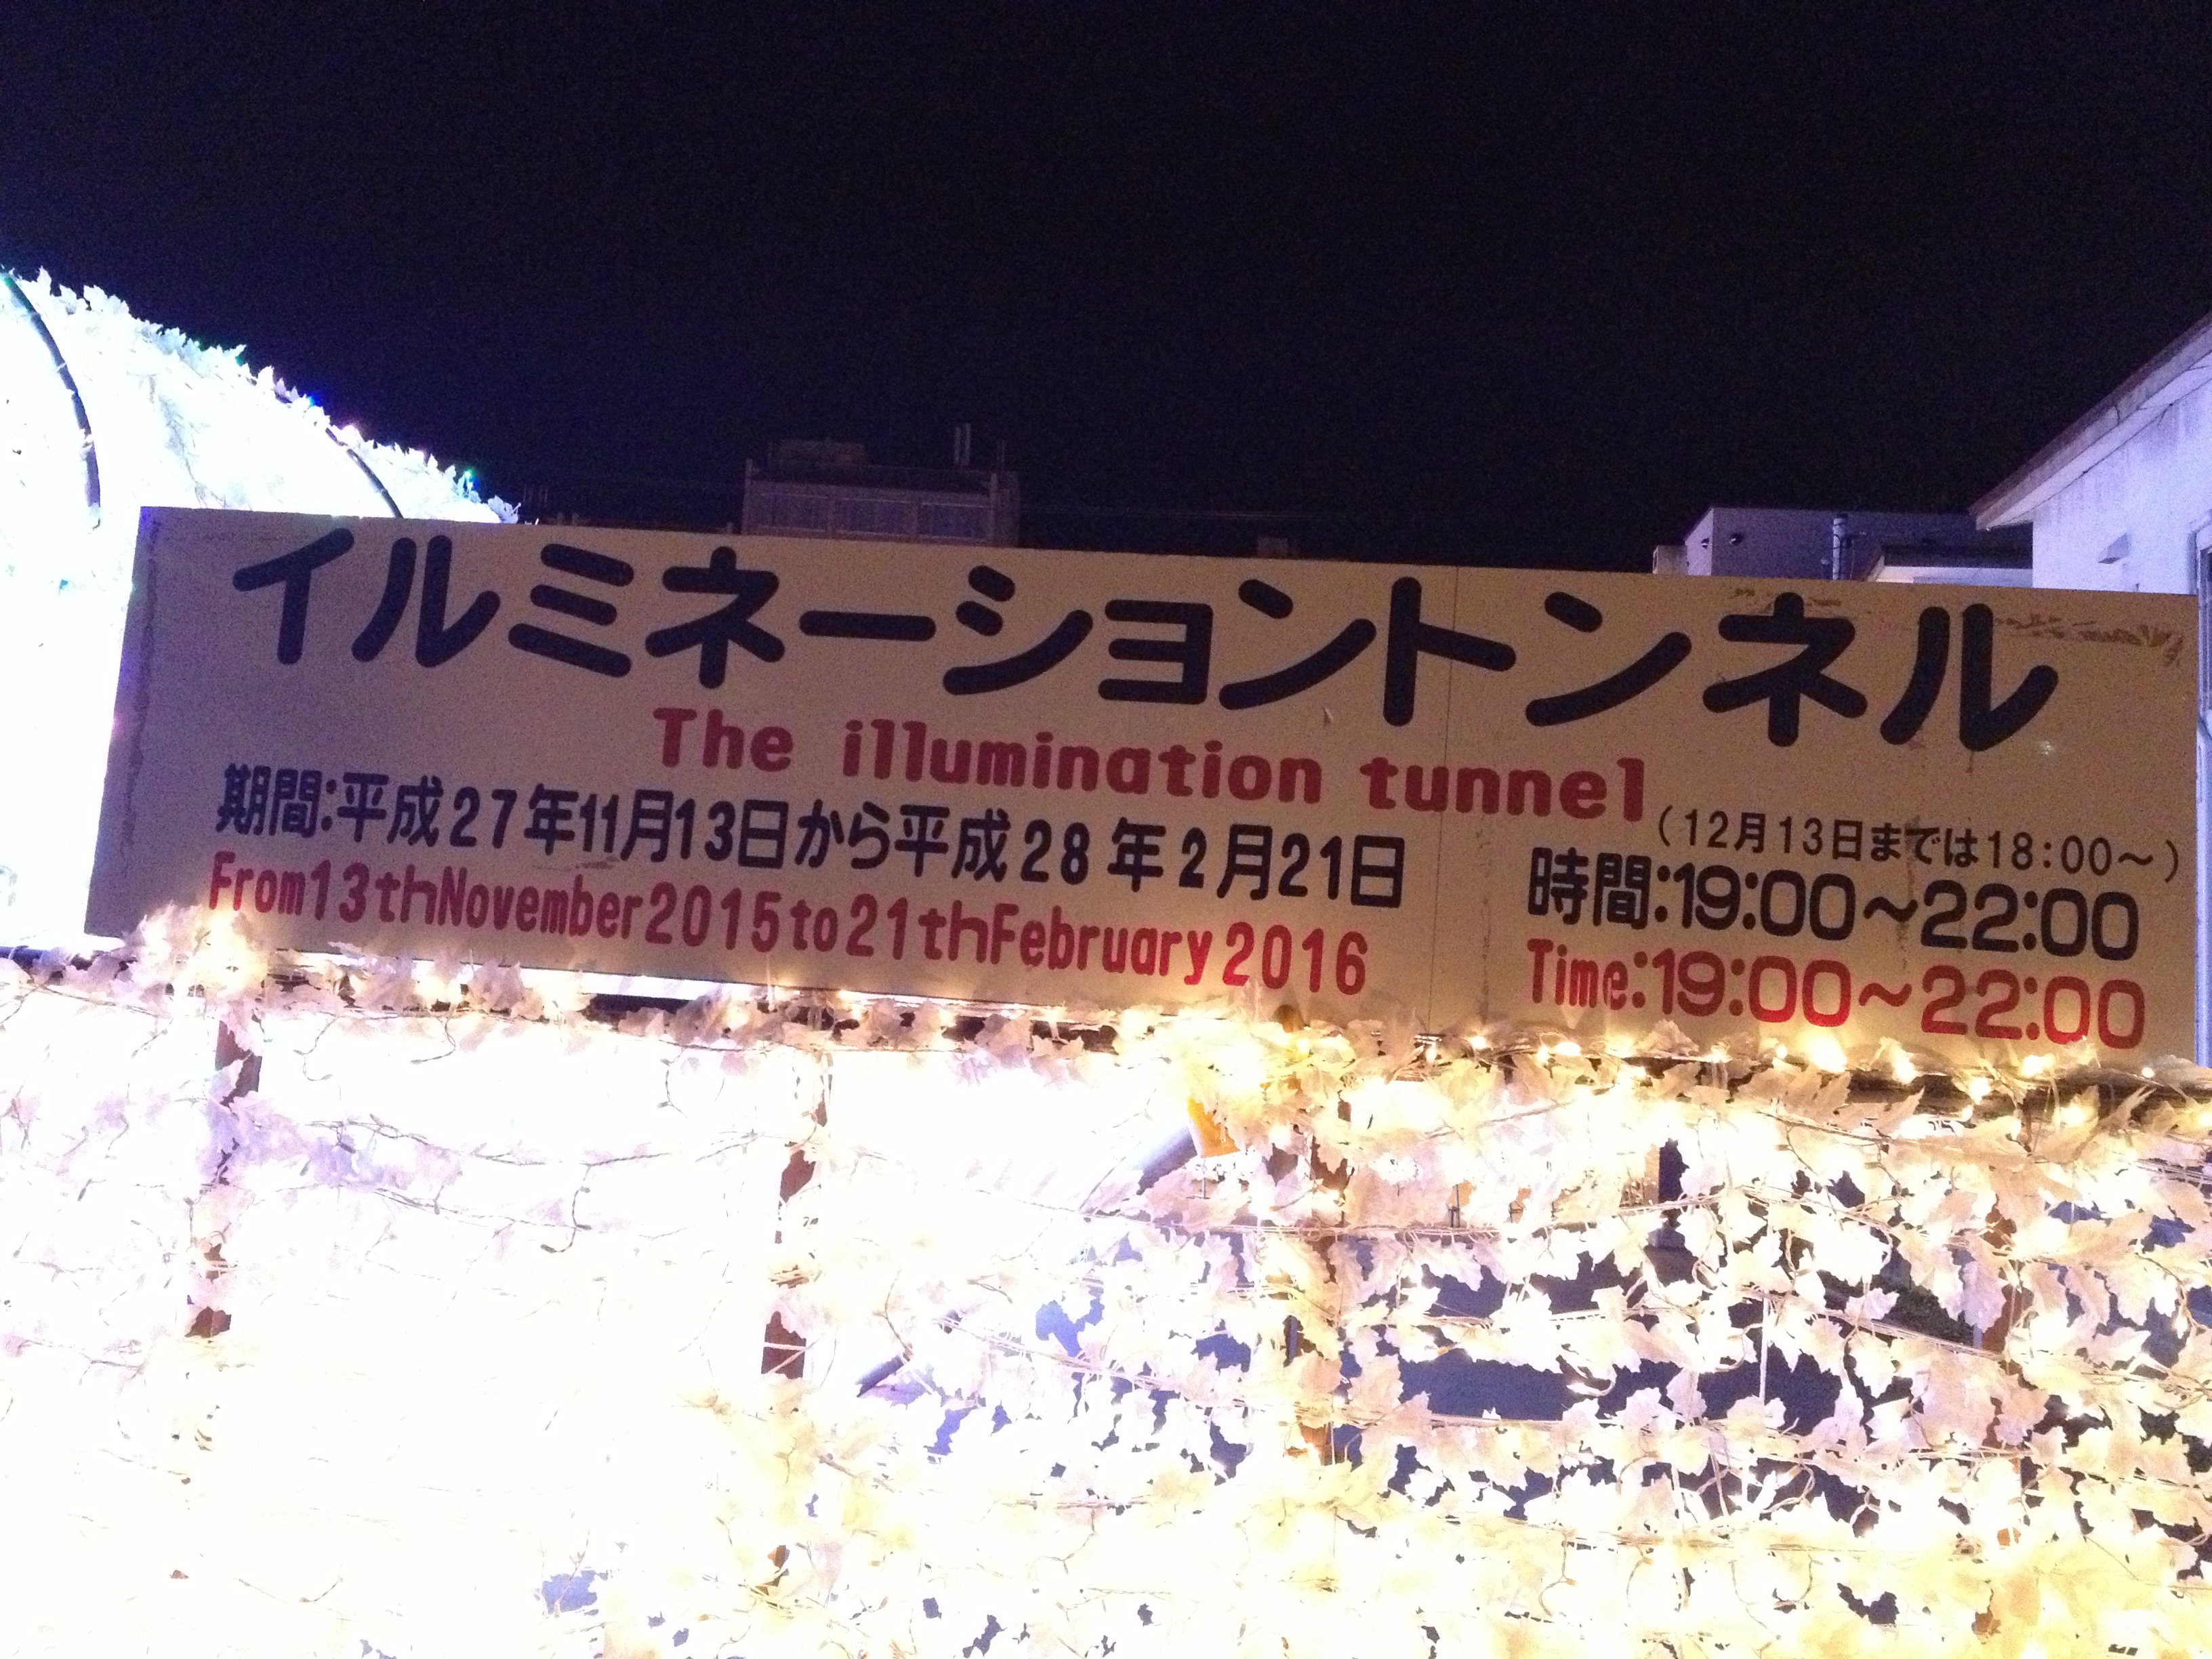 イルミネーショントンネル
The illumination tunnel
期間:平成27年11月13日から平成28年2月21日
From13thNovember2015to21thFebruary2016
(12月13日までは18:00～)
時間:19:00～22:00
Time:19:00～22:00